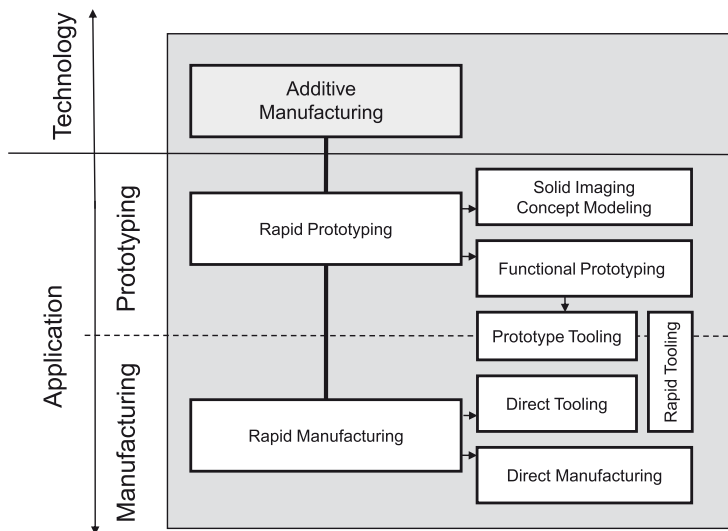 Technology
Additive
Manufacturing
Application
Prototyping
Rapid Prototyping
Solid Imaging
Concept Modeling
Functional Prototyping
Prototype Tooling
Rapid Tooling
Manufacturing
Rapid Manufacturing
Direct Tooling
Direct Manufacturing